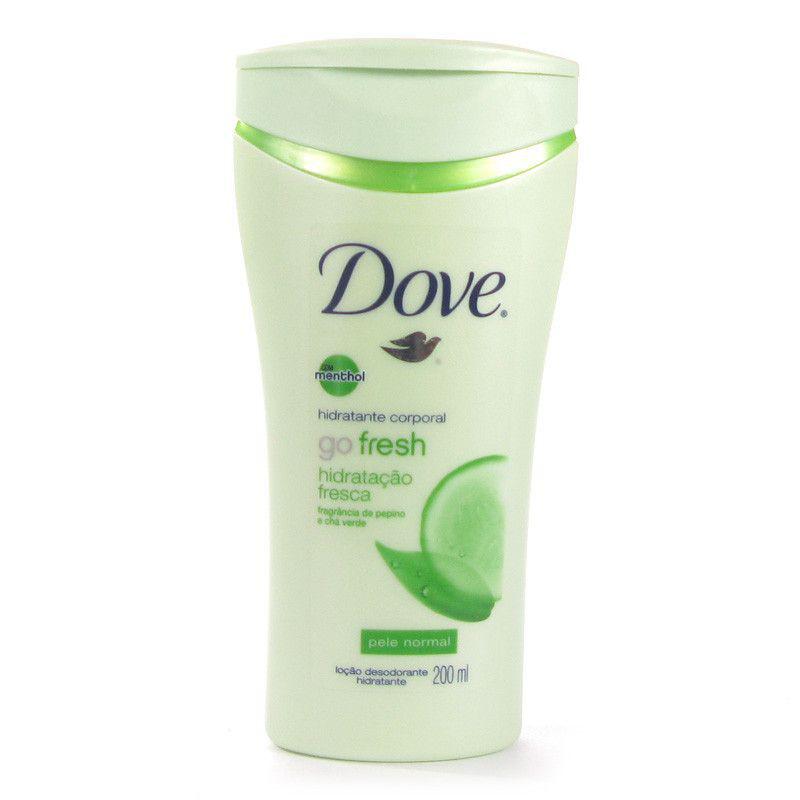 Dove®
com
menthol
hidratante corporal
go fresh
hidratação
fresca
fragrância de pepino
e chá verde
pele normal
loção desodorante
hidratante
200 ml